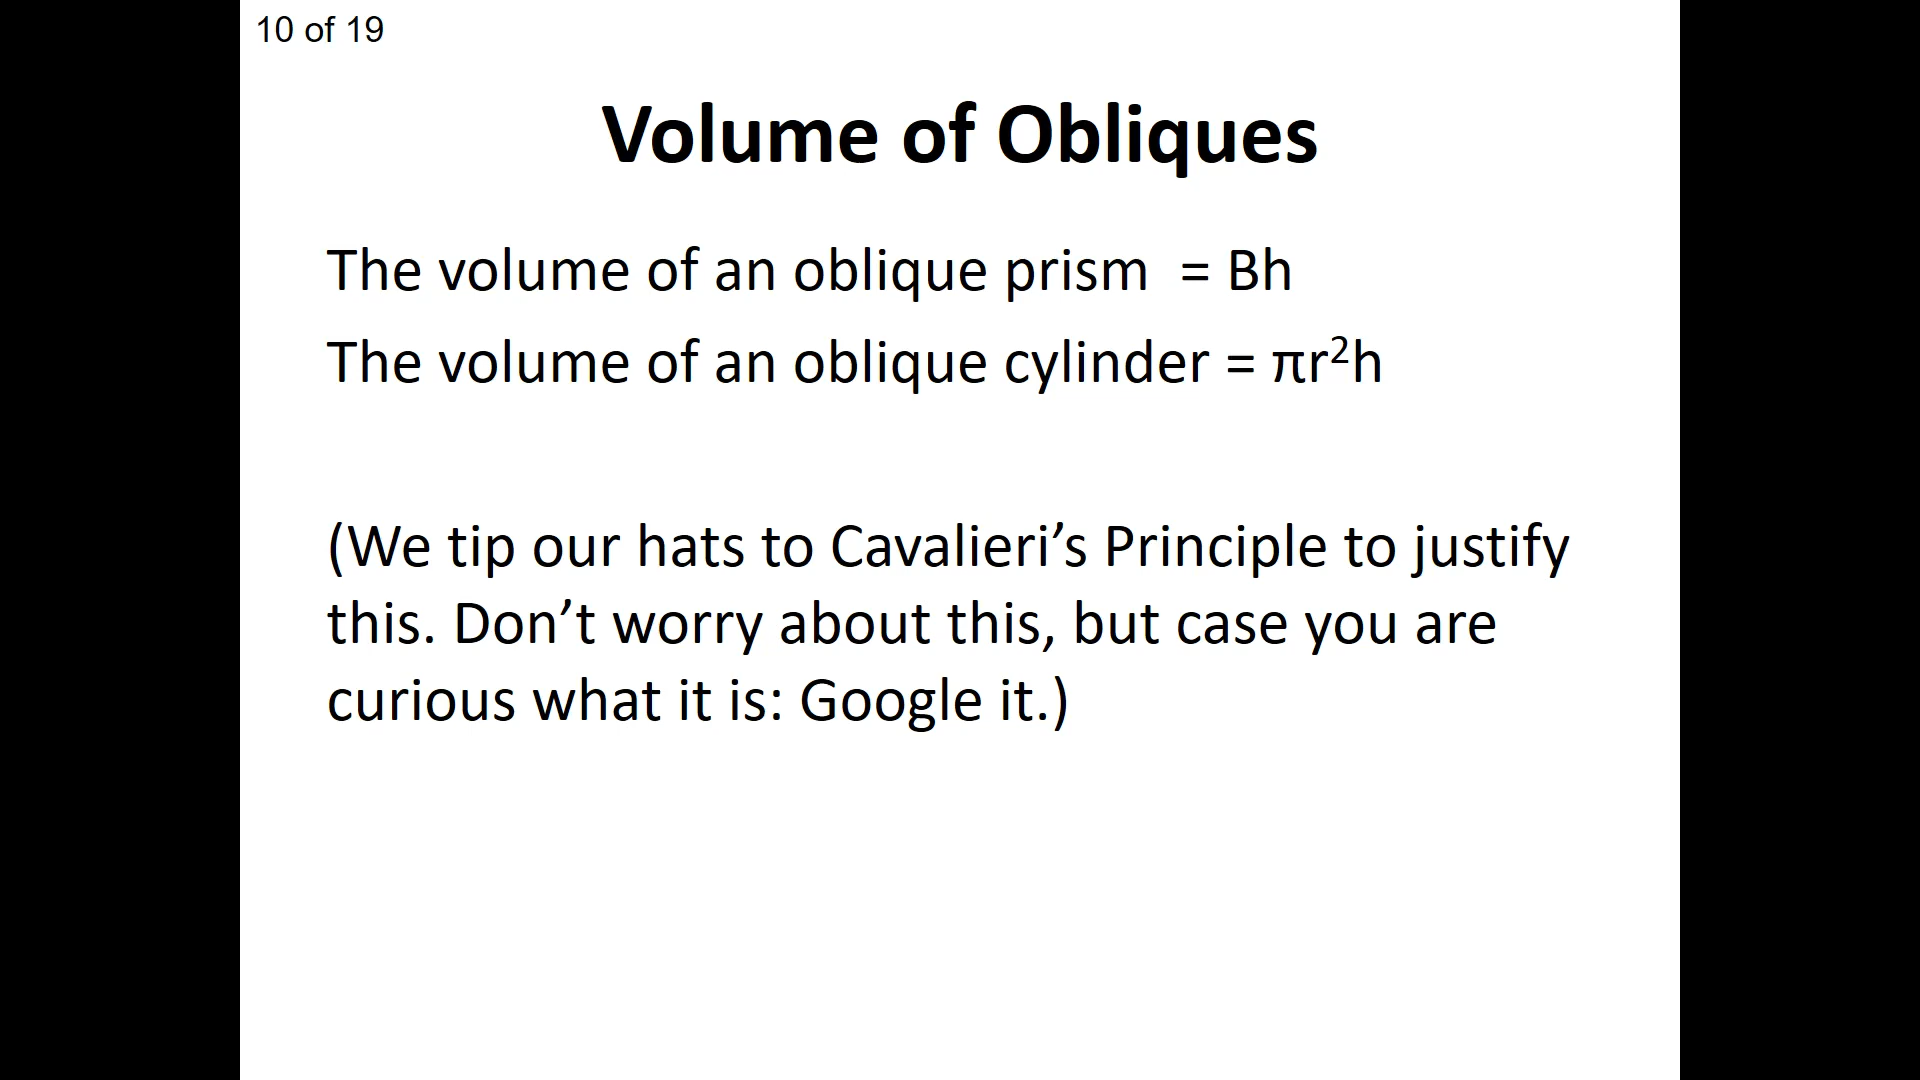 10 of 19
Volume of Obliques
The volume of an oblique prism  = Bh
The volume of an oblique cylinder = πr²h
(We tip our hats to Cavalieri’s Principle to justify
this. Don’t worry about this, but case you are
curious what it is: Google it.)